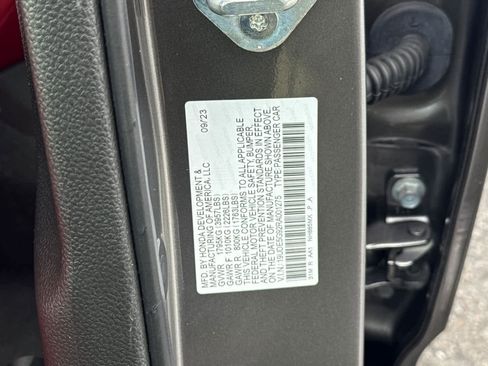 MFD. BY HONDA DEVELOPMENT & 09/23
MANUFACTURING OF AMERICA, LLC
GVWR 1795KG (3957LBS)
GAWR F 1010KG (2226LBS)
GAWR R 800KG (1763LBS)
THIS VEHICLE CONFORMS TO ALL APPLICABLE
FEDERAL MOTOR VEHICLE SAFETY, BUMPER,
AND THEFT PREVENTION STANDARDS IN EFFECT
ON THE DATE OF MANUFACTURE SHOWN ABOVE.
V.I.N.: TYPE: PASSENGER CAR